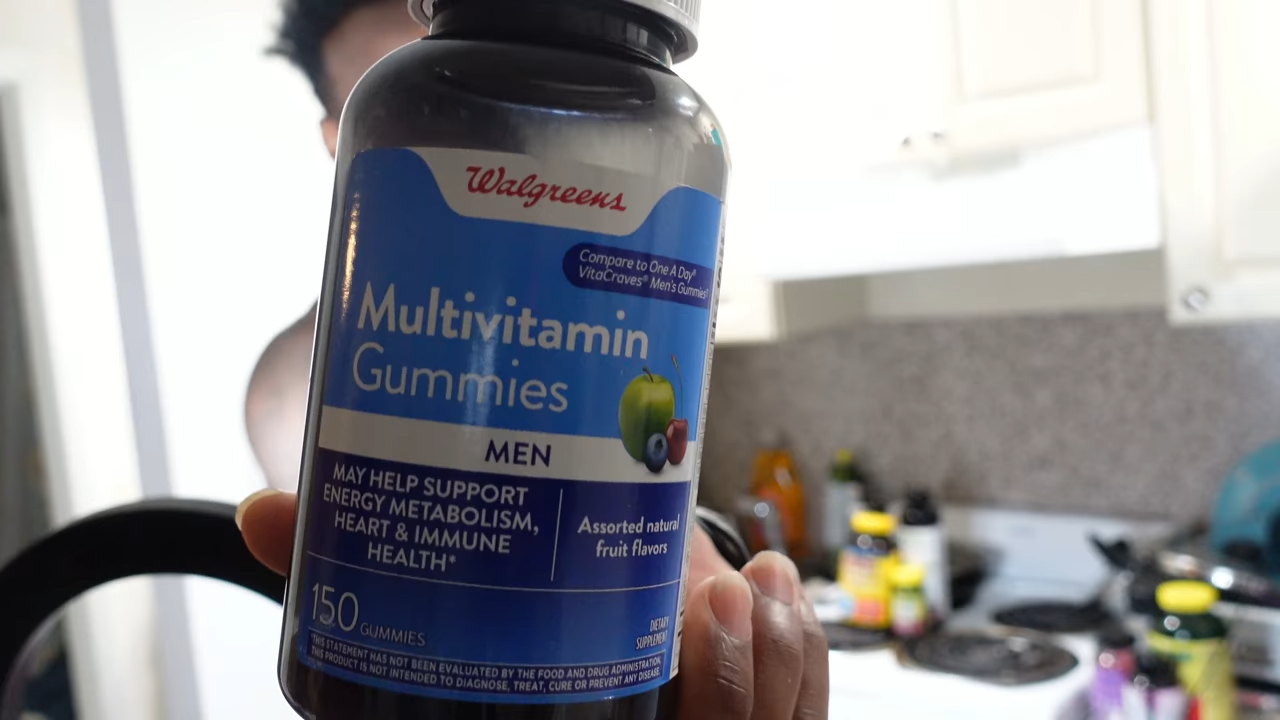 Walgreens
Compare to One A Day®
VitaCraves® Men's Gummies®
Multivitamin
Gummies
MEN
MAY HELP SUPPORT
ENERGY METABOLISM,
HEART & IMMUNE
HEALTH*
Assorted natural
fruit flavors
150 GUMMIES
DIETARY
SUPPLEMENT
*THIS STATEMENT HAS NOT BEEN EVALUATED BY THE FOOD AND DRUG ADMINISTRATION.
THIS PRODUCT IS NOT INTENDED TO DIAGNOSE, TREAT, CURE OR PREVENT ANY DISEASE.